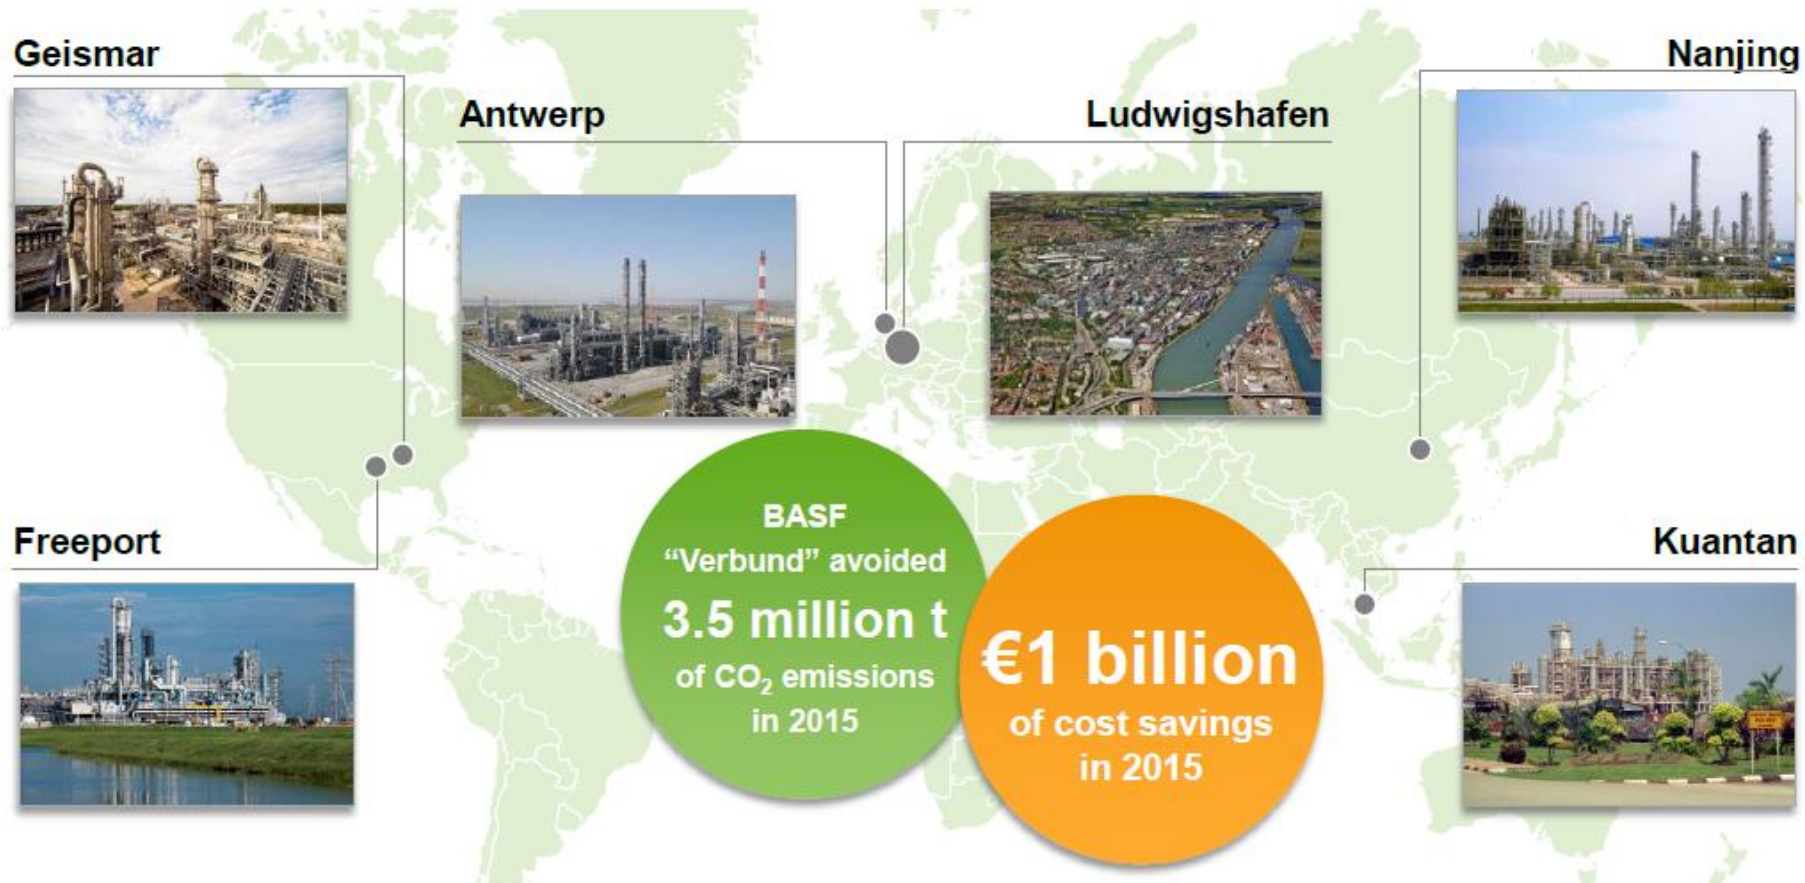 Geismar
Nanjing
Antwerp
Ludwigshafen
Freeport
Kuantan
BASF
“Verbund” avoided
3.5 million t
of CO₂ emissions
in 2015
€1 billion
of cost savings
in 2015